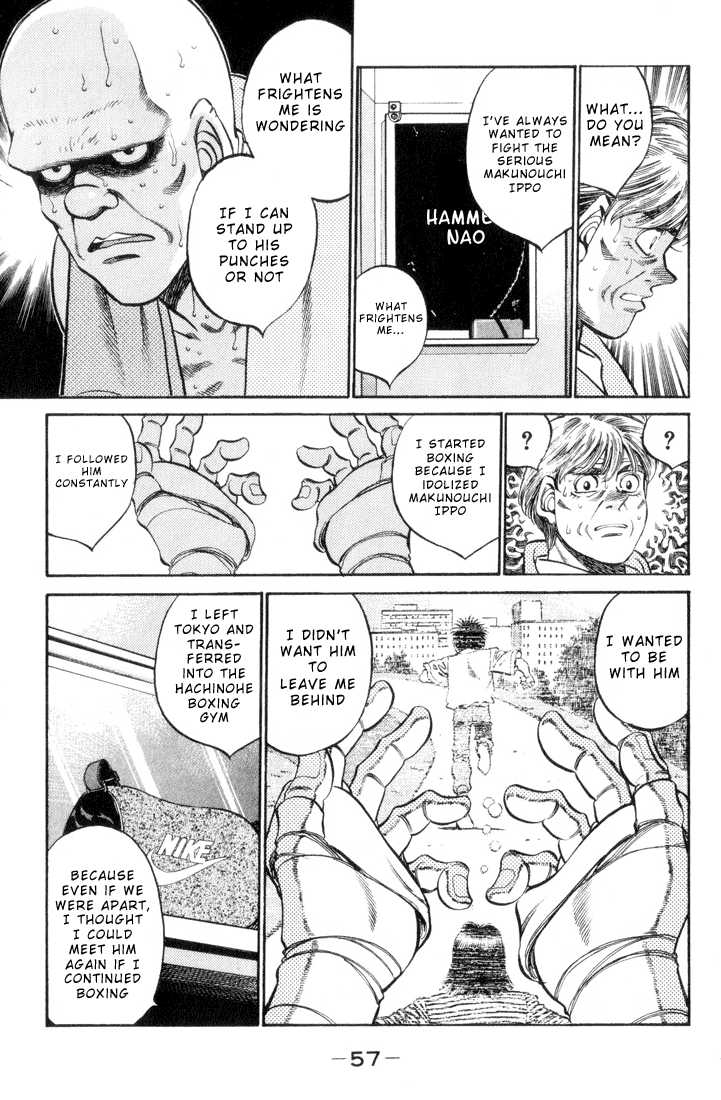 WHAT...
DO YOU
MEAN?
I'VE ALWAYS
WANTED TO
FIGHT THE
SERIOUS
MAKUNOUCHI
IPPO
HAMME
NAO
WHAT
FRIGHTENS
ME...
WHAT
FRIGHTENS
ME IS
WONDERING
IF I CAN
STAND UP
TO HIS
PUNCHES
OR NOT
?
?
I STARTED
BOXING
BECAUSE I
IDOLIZED
MAKUNOUCHI
IPPO
I FOLLOWED
HIM
CONSTANTLY
I WANTED
TO BE
WITH HIM
I DIDN'T
WANT HIM
TO
LEAVE ME
BEHIND
I LEFT
TOKYO AND
TRANS-
FERRED
INTO THE
HACHINOHE
BOXING
GYM
NIKE
BECAUSE
EVEN IF WE
WERE APART,
I THOUGHT
I COULD
MEET HIM
AGAIN IF I
CONTINUED
BOXING
-57-